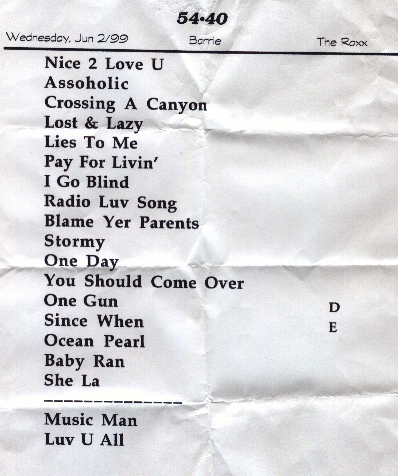 54•40
Wednesday, Jun 2/99 Barrie The Roxx
Nice 2 Love U
Assoholic
Crossing A Canyon
Lost & Lazy
Lies To Me
Pay For Livin'
I Go Blind
Radio Luv Song
Blame Yer Parents
Stormy
One Day
You Should Come Over
One Gun D
Since When E
Ocean Pearl
Baby Ran
She La
---------------
Music Man
Luv U All